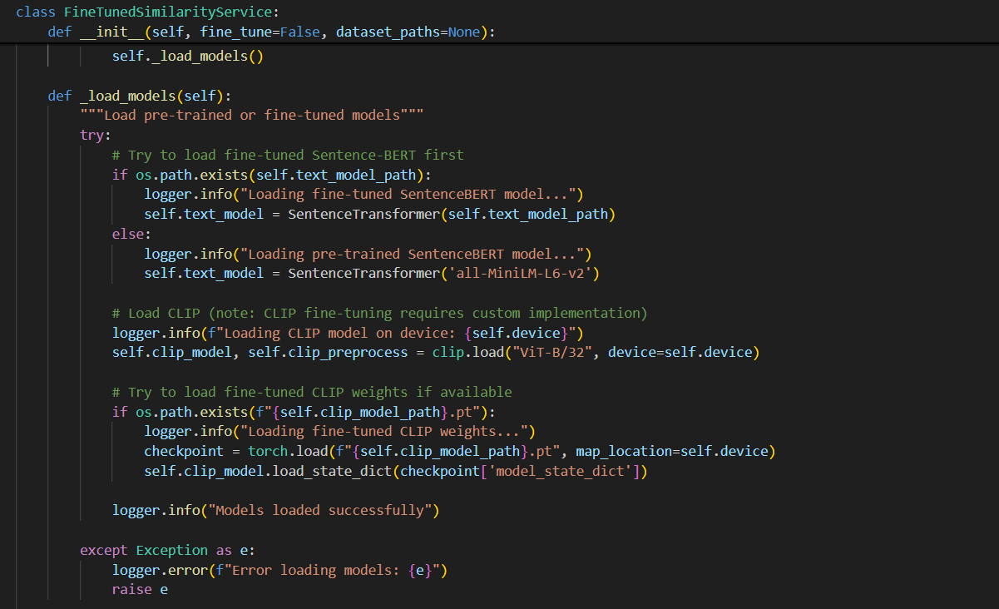 class FineTunedSimilarityService:
    def __init__(self, fine_tune=False, dataset_paths=None):
            self._load_models()
    def _load_models(self):
        """Load pre-trained or fine-tuned models"""
        try:
            # Try to load fine-tuned Sentence-BERT first
            if os.path.exists(self.text_model_path):
                logger.info("Loading fine-tuned SentenceBERT model...")
                self.text_model = SentenceTransformer(self.text_model_path)
            else:
                logger.info("Loading pre-trained SentenceBERT model...")
                self.text_model = SentenceTransformer('all-MiniLM-L6-v2')
            # Load CLIP (note: CLIP fine-tuning requires custom implementation)
            logger.info(f"Loading CLIP model on device: {self.device}")
            self.clip_model, self.clip_preprocess = clip.load("ViT-B/32", device=self.device)
            # Try to load fine-tuned CLIP weights if available
            if os.path.exists(f"{self.clip_model_path}.pt"):
                logger.info("Loading fine-tuned CLIP weights...")
                checkpoint = torch.load(f"{self.clip_model_path}.pt", map_location=self.device)
                self.clip_model.load_state_dict(checkpoint['model_state_dict'])
            logger.info("Models loaded successfully")
        except Exception as e:
            logger.error(f"Error loading models: {e}")
            raise e